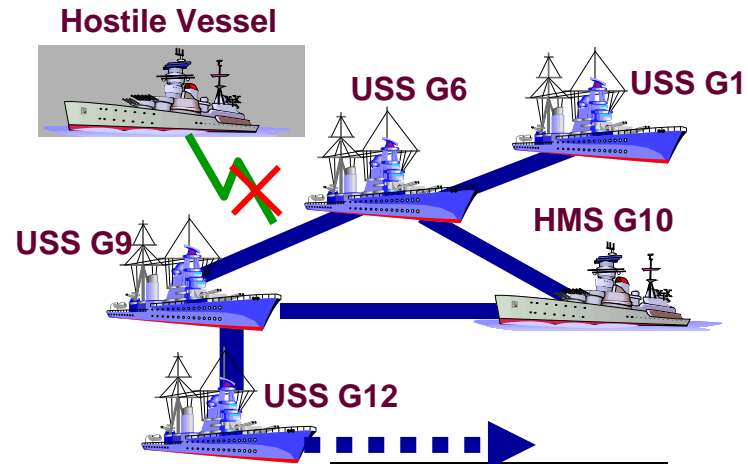 Hostile Vessel
USS G1
USS G6
HMS G10
USS G9
USS G12